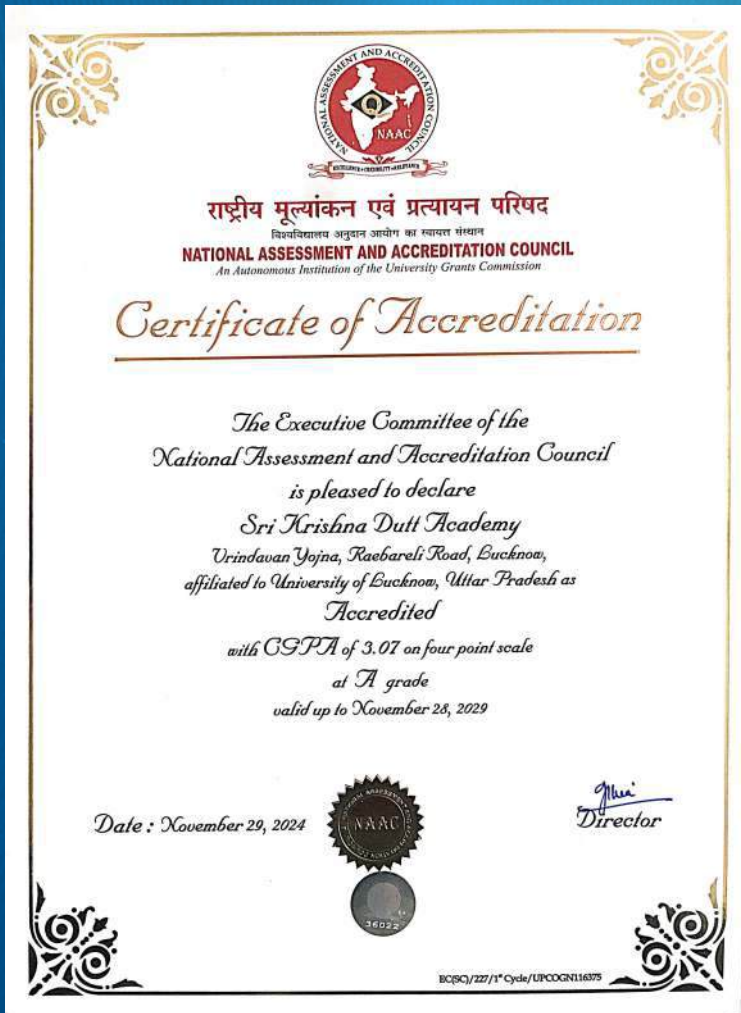 NATIONAL ASSESSMENT AND ACCREDITATION COUNCIL
NAAC
EXCELLENCE • CREDIBILITY • RELEVANCE
राष्ट्रीय मूल्यांकन एवं प्रत्यायन परिषद
विश्वविद्यालय अनुदान आयोग का स्वायत्त संस्थान
NATIONAL ASSESSMENT AND ACCREDITATION COUNCIL
An Autonomous Institution of the University Grants Commission
Certificate of Accreditation
The Executive Committee of the
National Assessment and Accreditation Council
is pleased to declare
Sri Krishna Dutt Academy
Vrindavan Yojna, Raebareli Road, Lucknow,
affiliated to University of Lucknow, Uttar Pradesh as
Accredited
with CGPA of 3.07 on four point scale
at A grade
valid up to November 28, 2029
Date : November 29, 2024
NAAC
36022
Director
EC(SC)/227/1st Cycle/UPCOGN116375